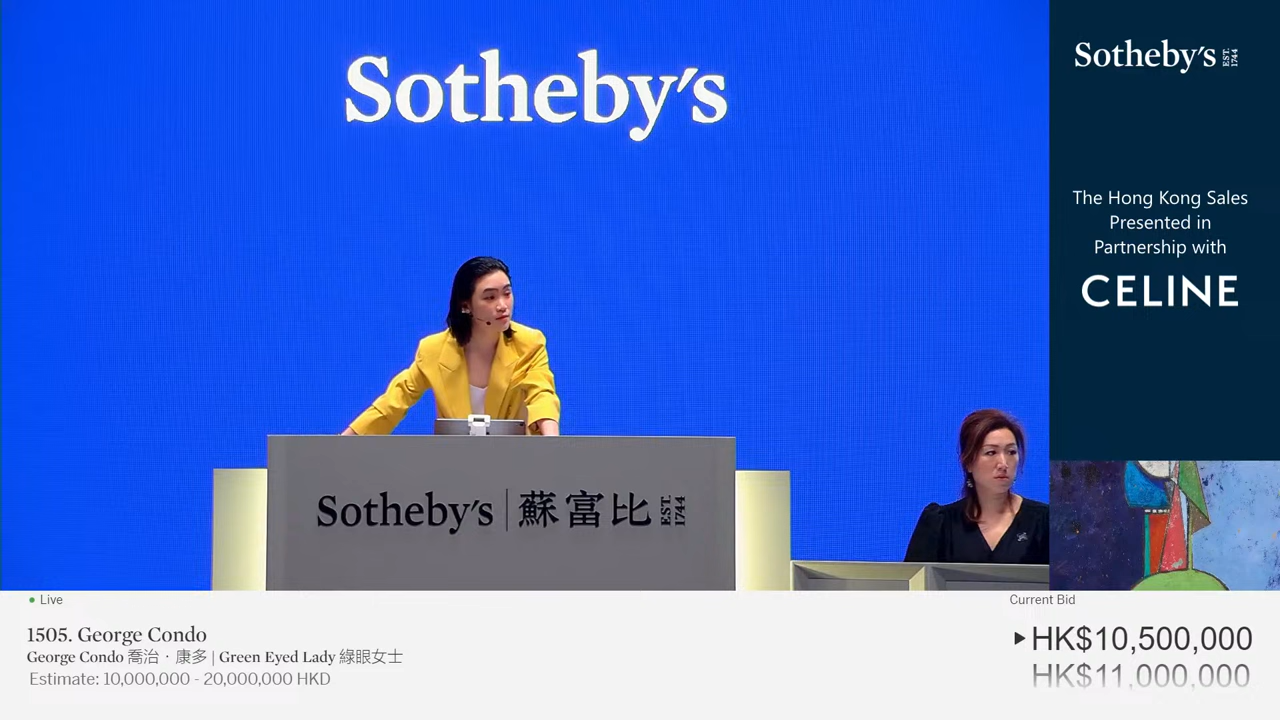 Sotheby's
Sotheby's EST. 1744
The Hong Kong Sales
Presented in
Partnership with
CELINE
Sotheby's | 蘇富比 EST. 1744
Live
Current Bid
1505. George Condo
George Condo 喬治・康多 | Green Eyed Lady 綠眼女士
Estimate: 10,000,000 - 20,000,000 HKD
HK$10,500,000
HK$11,000,000